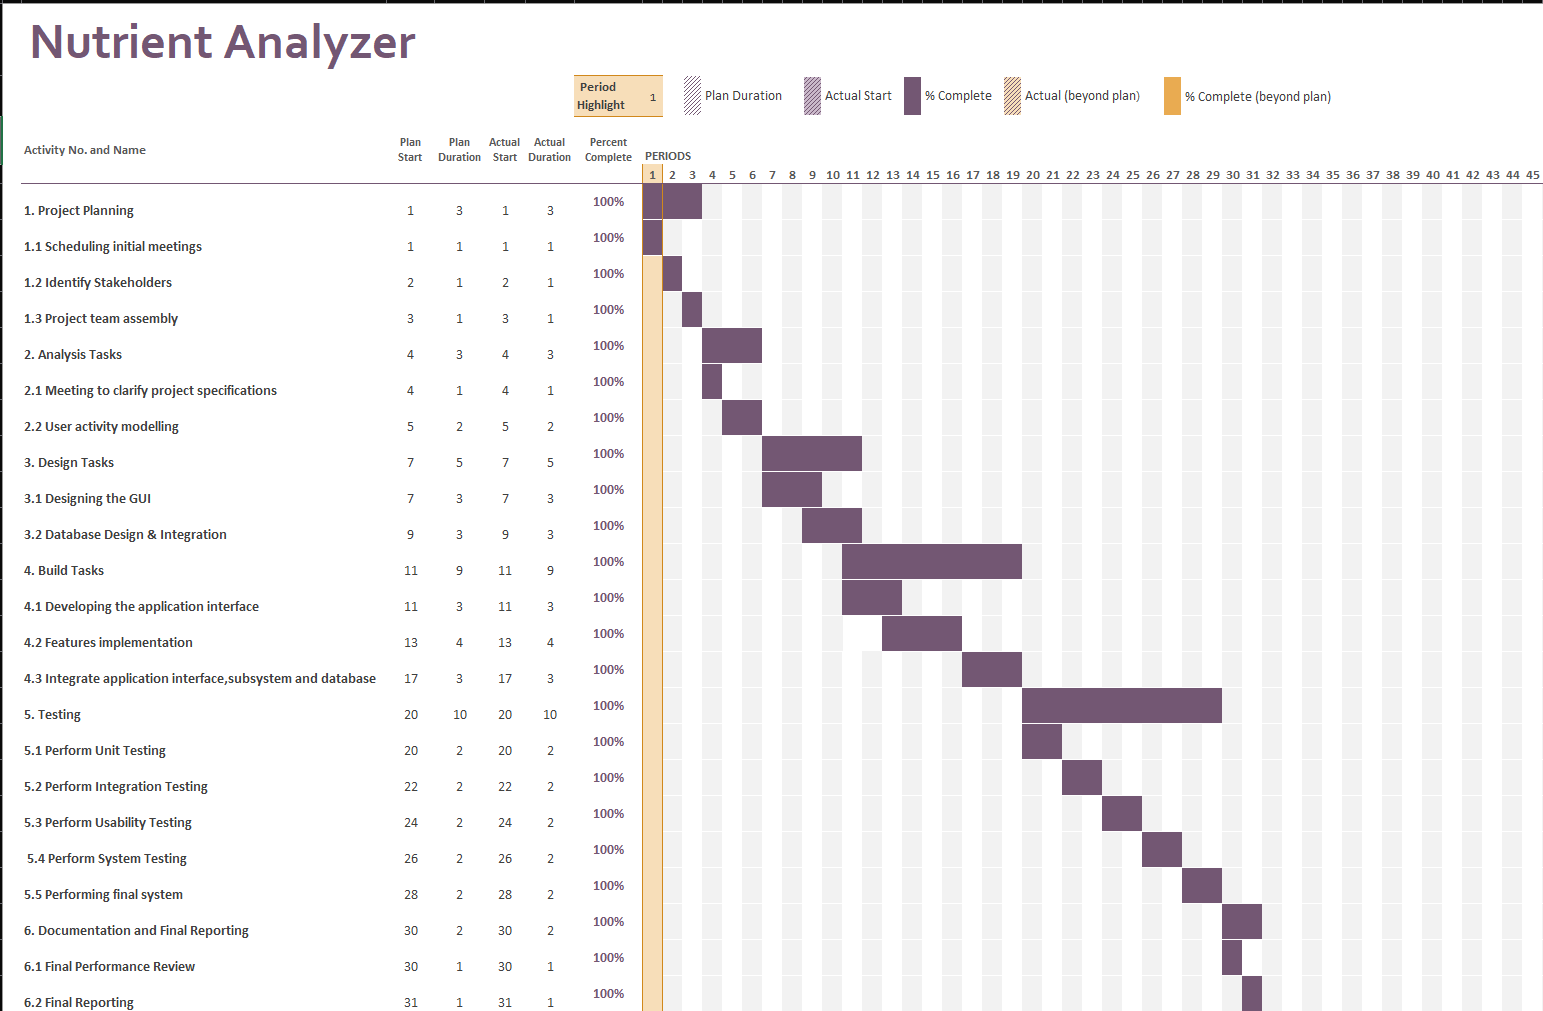 Nutrient Analyzer
Period Highlight 1 Plan Duration Actual Start % Complete Actual (beyond plan) % Complete (beyond plan)
Activity No. and Name Plan Start Plan Duration Actual Start Actual Duration Percent Complete PERIODS
1 2 3 4 5 6 7 8 9 10 11 12 13 14 15 16 17 18 19 20 21 22 23 24 25 26 27 28 29 30 31 32 33 34 35 36 37 38 39 40 41 42 43 44 45
1. Project Planning 1 3 1 3 100%
1.1 Scheduling initial meetings 1 1 1 1 100%
1.2 Identify Stakeholders 2 1 2 1 100%
1.3 Project team assembly 3 1 3 1 100%
2. Analysis Tasks 4 3 4 3 100%
2.1 Meeting to clarify project specifications 4 1 4 1 100%
2.2 User activity modelling 5 2 5 2 100%
3. Design Tasks 7 5 7 5 100%
3.1 Designing the GUI 7 3 7 3 100%
3.2 Database Design & Integration 9 3 9 3 100%
4. Build Tasks 11 9 11 9 100%
4.1 Developing the application interface 11 3 11 3 100%
4.2 Features implementation 13 4 13 4 100%
4.3 Integrate application interface,subsystem and database 17 3 17 3 100%
5. Testing 20 10 20 10 100%
5.1 Perform Unit Testing 20 2 20 2 100%
5.2 Perform Integration Testing 22 2 22 2 100%
5.3 Perform Usability Testing 24 2 24 2 100%
5.4 Perform System Testing 26 2 26 2 100%
5.5 Performing final system 28 2 28 2 100%
6. Documentation and Final Reporting 30 2 30 2 100%
6.1 Final Performance Review 30 1 30 1 100%
6.2 Final Reporting 31 1 31 1 100%